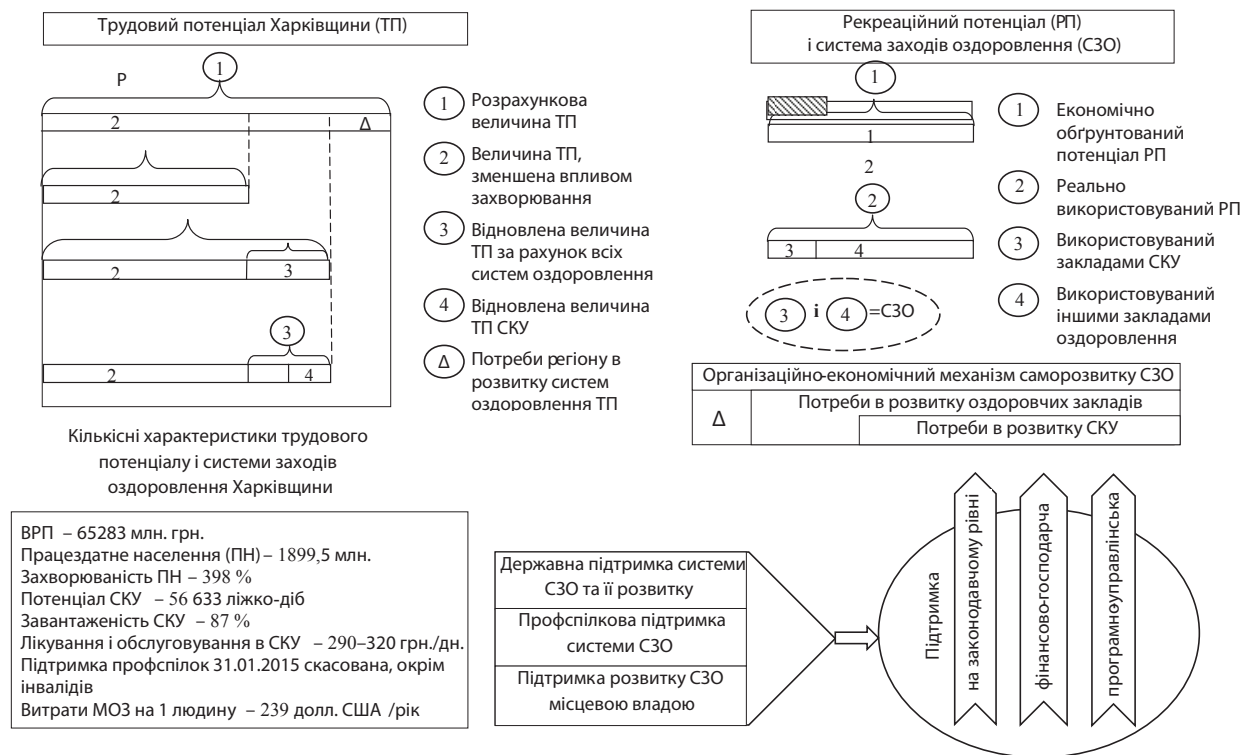 Трудовий потенціал Харківщини (ТП)
1
Р
2
Δ
2
2
3
3
2
4
1 Розрахункова
величина ТП
2 Величина ТП,
зменшена впливом
захворювання
3 Відновлена величина
ТП за рахунок всіх
систем оздоровлення
4 Відновлена величина
ТП СКУ
Δ Потреби регіону в
розвитку систем
оздоровлення ТП
Кількісні характеристики трудового
потенціалу і системи заходів
оздоровлення Харківщини
Рекреаційний потенціал (РП)
і система заходів оздоровлення (СЗО)
1
1
2
2
3 4
3 і 4 =СЗО
1 Економічно
обґрунтований
потенціал РП
2 Реально
використовуваний РП
3 Використовуваний
закладами СКУ
4 Використовуваний
іншими закладами
оздоровлення
Організаційно-економічний механізм саморозвитку СЗО
Δ
Потреби в розвитку оздоровчих закладів
Потреби в розвитку СКУ
ВРП – 65283 млн. грн.
Працездатне населення (ПН) – 1899,5 млн.
Захворюваність ПН – 398 %
Потенціал СКУ – 56 633 ліжко-діб
Завантаженість СКУ – 87 %
Лікування і обслуговування в СКУ – 290–320 грн./дн.
Підтримка профспілок 31.01.2015 скасована, окрім
інвалідів
Витрати МОЗ на 1 людину – 239 долл. США /рік
Державна підтримка системи
СЗО та її розвитку
Профспілкова підтримка
системи СЗО
Підтримка розвитку СЗО
місцевою владою
Підтримка
на законодавчому рівні
фінансово-господарча
програмно-управлінська